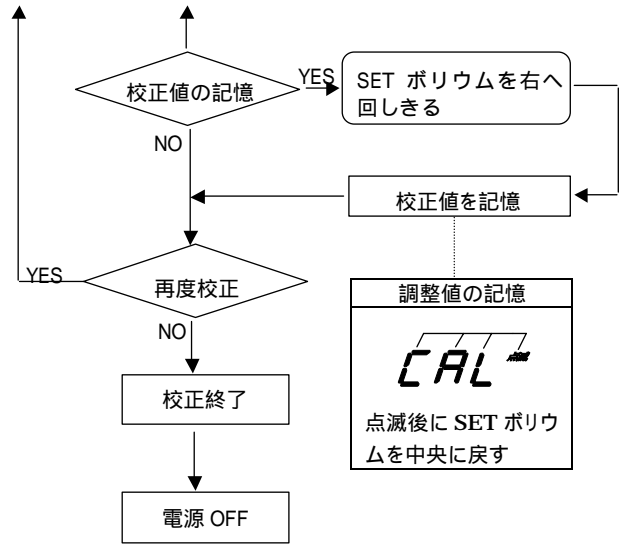 校正値の記憶
YES
SET ボリウムを右へ
回しきる
NO
校正値を記憶
YES
再度校正
調整値の記憶
NO
CAL
点滅
校正終了
点滅後に SET ボリウ
ムを中央に戻す
電源 OFF